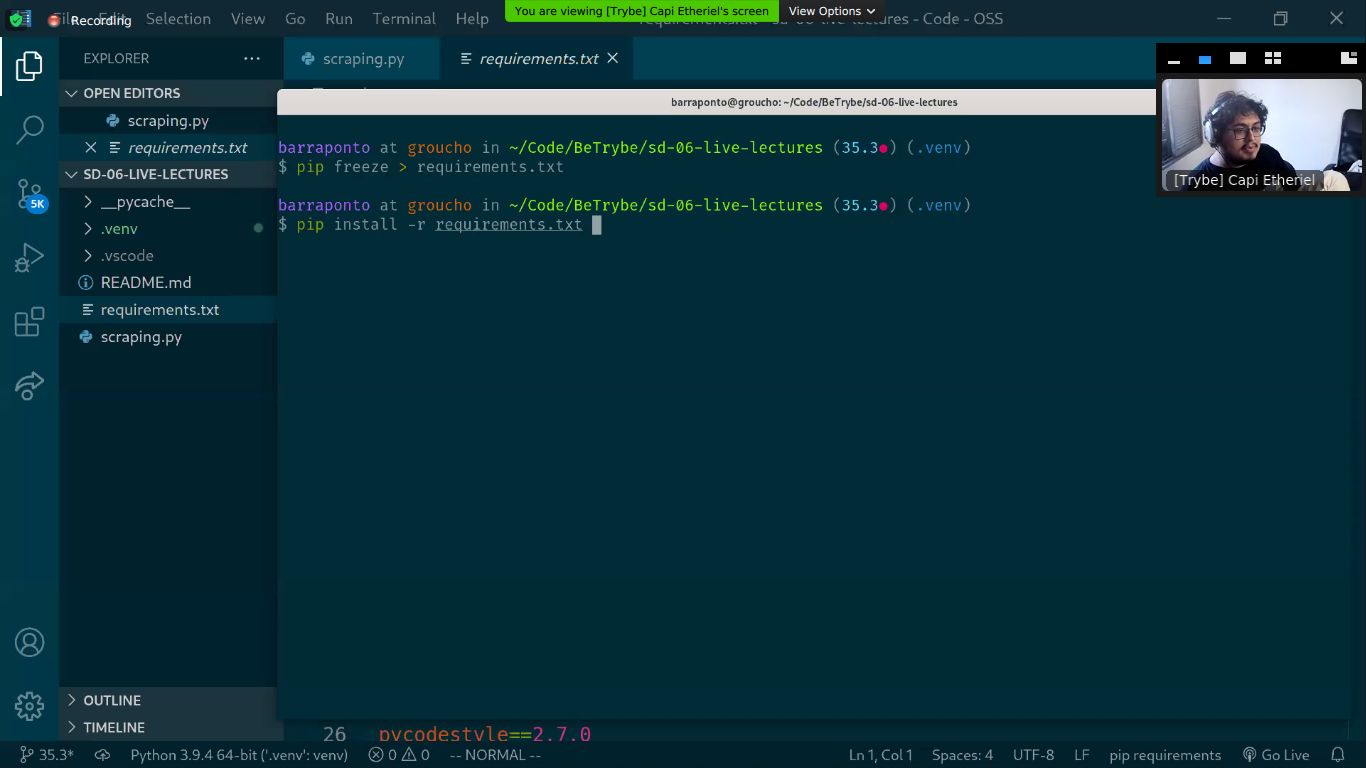 File Edit Selection View Go Run Terminal Help
Recording
You are viewing [Trybe] Capi Etheriel's screen
View Options
requirements.txt - sd-06-live-lectures - Code - OSS
EXPLORER
scraping.py
requirements.txt
OPEN EDITORS
scraping.py
requirements.txt
SD-06-LIVE-LECTURES
5K
__pycache__
.venv
.vscode
README.md
requirements.txt
scraping.py
OUTLINE
TIMELINE
barraponto@groucho: ~/Code/BeTrybe/sd-06-live-lectures
barraponto at groucho in ~/Code/BeTrybe/sd-06-live-lectures (35.3●) (.venv)
$ pip freeze > requirements.txt
barraponto at groucho in ~/Code/BeTrybe/sd-06-live-lectures (35.3●) (.venv)
$ pip install -r requirements.txt
[Trybe] Capi Etheriel
26 pycodestyle==2.7.0
35.3* Python 3.9.4 64-bit ('.venv': venv) 0 0 -- NORMAL -- Ln 1, Col 1 Spaces: 4 UTF-8 LF pip requirements Go Live